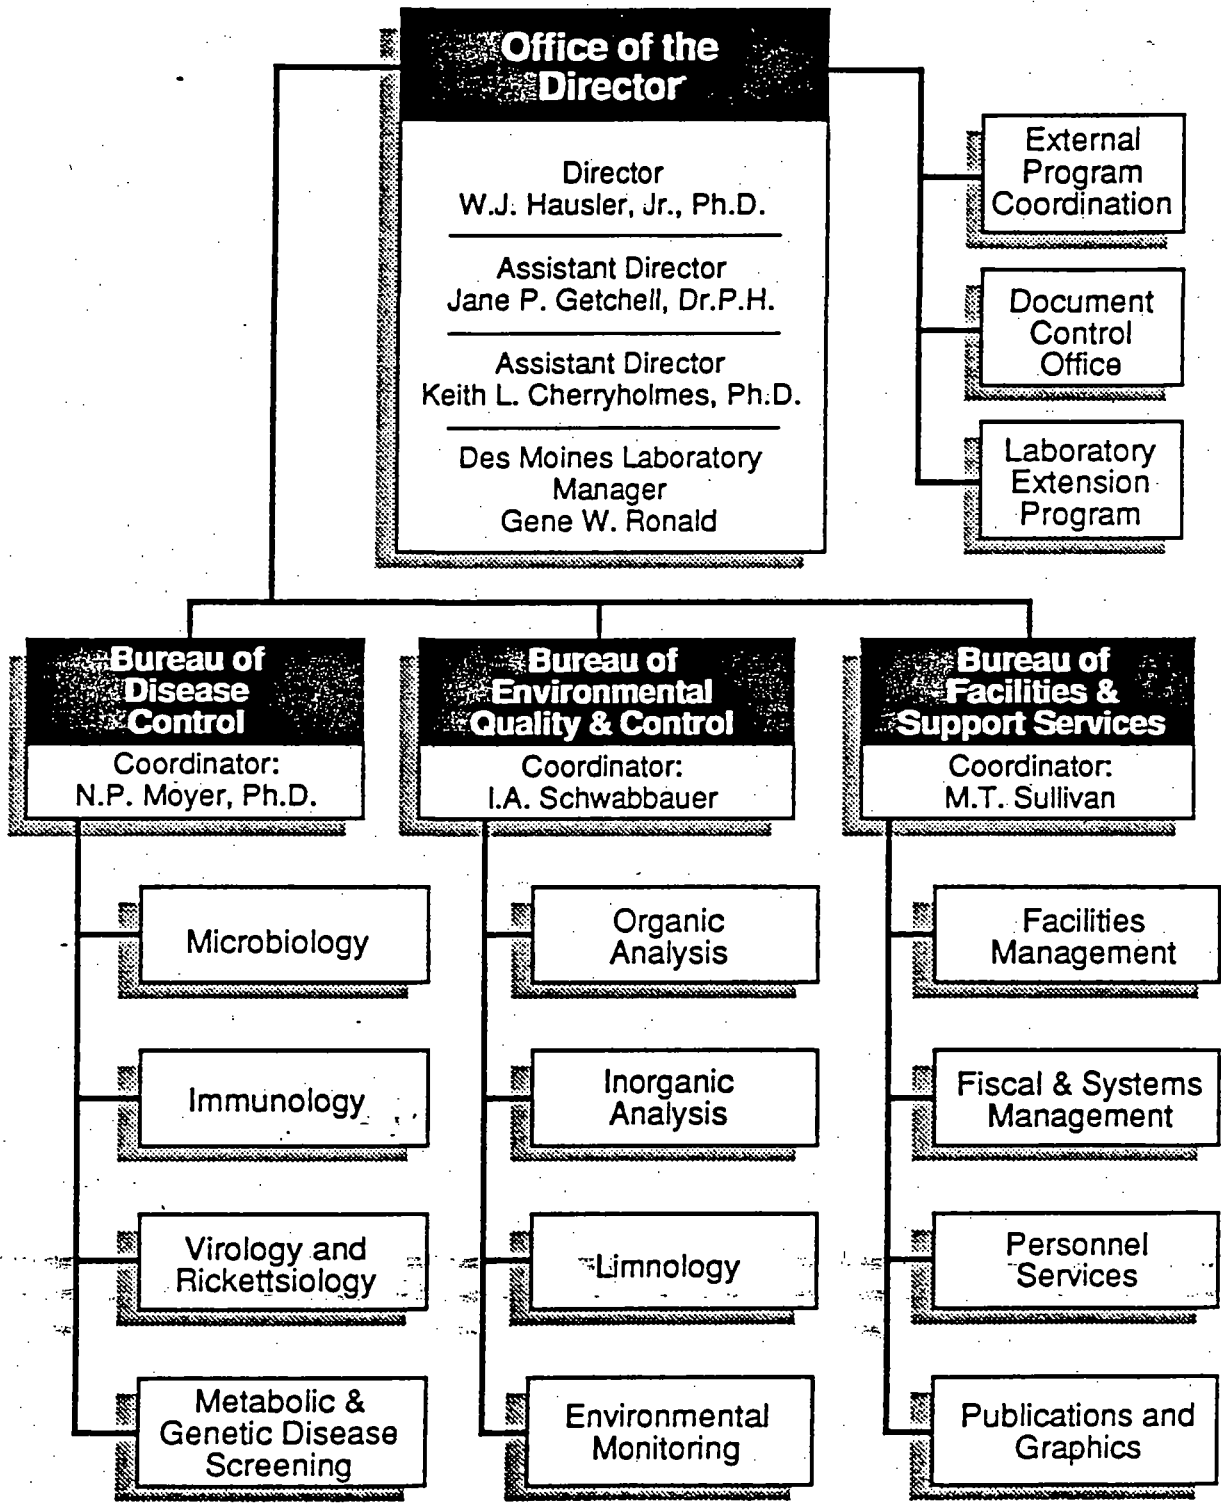 Office of the
Director
Director
W.J. Hausler, Jr., Ph.D.
Assistant Director
Jane P. Getchell, Dr.P.H.
Assistant Director
Keith L. Cherryholmes, Ph.D.
Des Moines Laboratory
Manager
Gene W. Ronald
External
Program
Coordination
Document
Control
Office
Laboratory
Extension
Program
Bureau of
Disease
Control
Coordinator:
N.P. Moyer, Ph.D.
Microbiology
Immunology
Virology and
Rickettsiology
Metabolic &
Genetic Disease
Screening
Bureau of
Environmental
Quality & Control
Coordinator:
I.A. Schwabbauer
Organic
Analysis
Inorganic
Analysis
Limnology
Environmental
Monitoring
Bureau of
Facilities &
Support Services
Coordinator:
M.T. Sullivan
Facilities
Management
Fiscal & Systems
Management
Personnel
Services
Publications and
Graphics